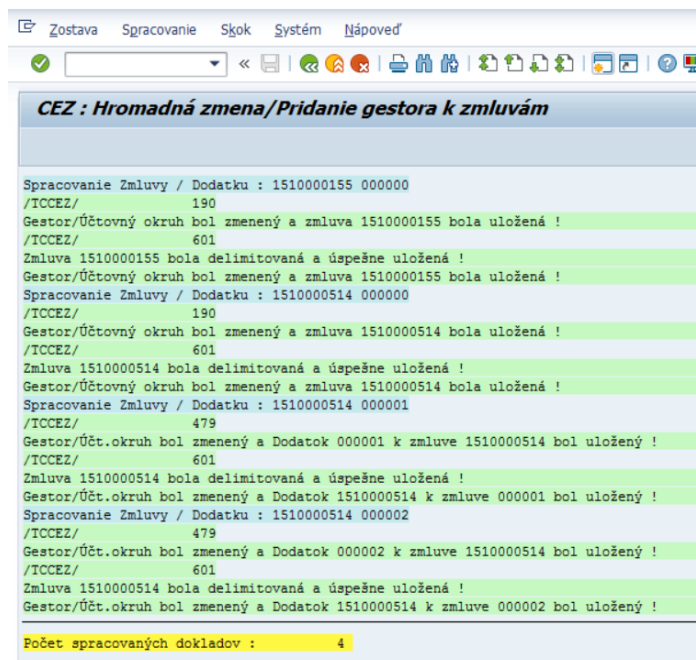 Zostava Spracovanie Skok Systém Nápoveď
CEZ : Hromadná zmena/Pridanie gestora k zmluvám
Spracovanie Zmluvy / Dodatku : 1510000155 000000
/TCCEZ/ 190
Gestor/Účtovný okruh bol zmenený a zmluva 1510000155 bola uložená !
/TCCEZ/ 601
Zmluva 1510000155 bola delimitovaná a úspešne uložená !
Gestor/Účtovný okruh bol zmenený a zmluva 1510000155 bola uložená !
Spracovanie Zmluvy / Dodatku : 1510000514 000000
/TCCEZ/ 190
Gestor/Účtovný okruh bol zmenený a zmluva 1510000514 bola uložená !
/TCCEZ/ 601
Zmluva 1510000514 bola delimitovaná a úspešne uložená !
Gestor/Účtovný okruh bol zmenený a zmluva 1510000514 bola uložená !
Spracovanie Zmluvy / Dodatku : 1510000514 000001
/TCCEZ/ 479
Gestor/Účt.okruh bol zmenený a Dodatok 000001 k zmluve 1510000514 bol uložený !
/TCCEZ/ 601
Zmluva 1510000514 bola delimitovaná a úspešne uložená !
Gestor/Účt.okruh bol zmenený a Dodatok 1510000514 k zmluve 000001 bol uložený !
Spracovanie Zmluvy / Dodatku : 1510000514 000002
/TCCEZ/ 479
Gestor/Účt.okruh bol zmenený a Dodatok 000002 k zmluve 1510000514 bol uložený !
/TCCEZ/ 601
Zmluva 1510000514 bola delimitovaná a úspešne uložená !
Gestor/Účt.okruh bol zmenený a Dodatok 1510000514 k zmluve 000002 bol uložený !
Počet spracovaných dokladov : 4